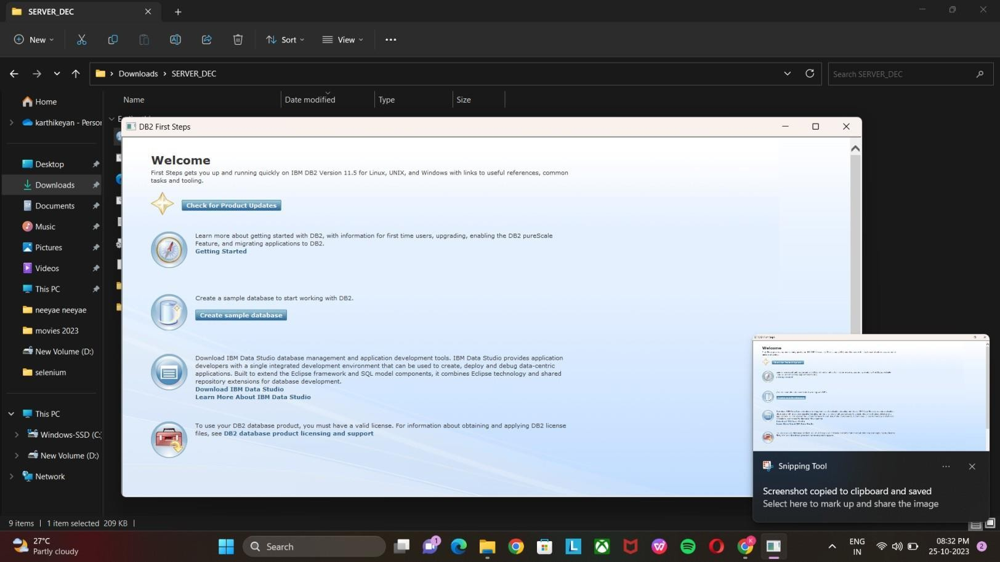 SERVER_DEC
New
Sort
View
Downloads > SERVER_DEC
Search SERVER_DEC
Name
Date modified
Type
Size
Home
karthikeyan - Persor
Desktop
Downloads
Documents
Music
Pictures
Videos
This PC
neeyae neeyae
movies 2023
New Volume (D:)
selenium
This PC
Windows-SSD (C:
New Volume (D:)
Network
DB2 First Steps
Welcome
First Steps gets you up and running quickly on IBM DB2 Version 11.5 for Linux, UNIX, and Windows with links to useful references, common
tasks and tooling.
Check for Product Updates
Learn more about getting started with DB2, with information for first time users, upgrading, enabling the DB2 pureScale
Feature, and migrating applications to DB2.
Getting Started
Create a sample database to start working with DB2.
Create sample database
Download IBM Data Studio database management and application development tools. IBM Data Studio provides application
developers with a single integrated development environment that can be used to create, deploy and debug data-centric
applications. Built to extend the Eclipse framework and SQL model components, it combines Eclipse technology and shared
repository extensions for database development.
Download IBM Data Studio
Learn More About IBM Data Studio
To use your DB2 database product, you must have a valid license. For information about obtaining and applying DB2 license
files, see DB2 database product licensing and support
Welcome
Snipping Tool
Screenshot copied to clipboard and saved
Select here to mark up and share the image
9 items | 1 item selected 209 KB |
27°C
Partly cloudy
Search
1
L
K
ENG
IN
08:32 PM
25-10-2023
2